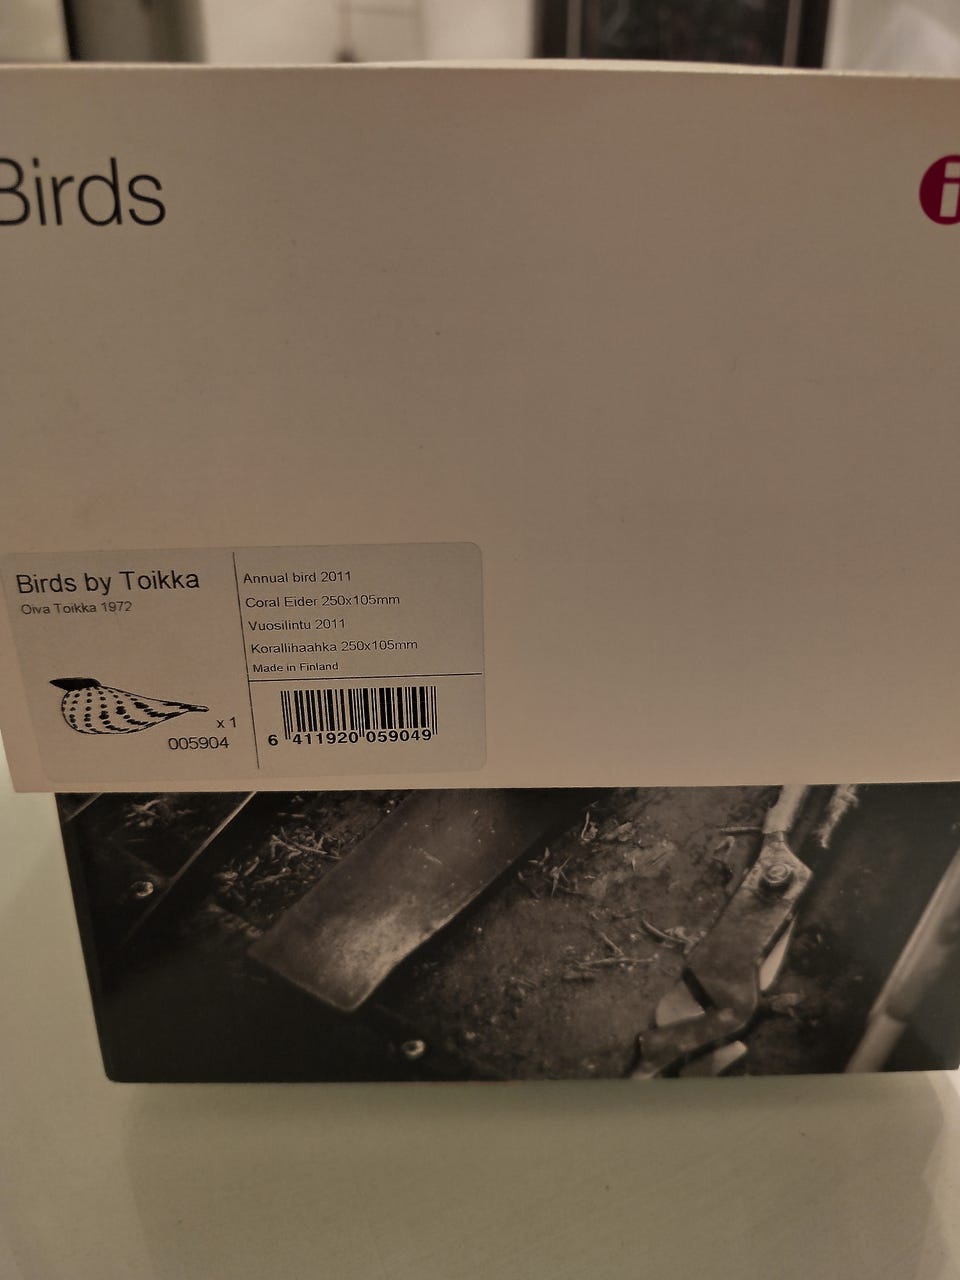 Birds
i
Birds by Toikka
Oiva Toikka 1972
x 1
005904
Annual bird 2011
Coral Eider 250x105mm
Vuosilintu 2011
Korallihaahka 250x105mm
Made in Finland
6 411920 059049